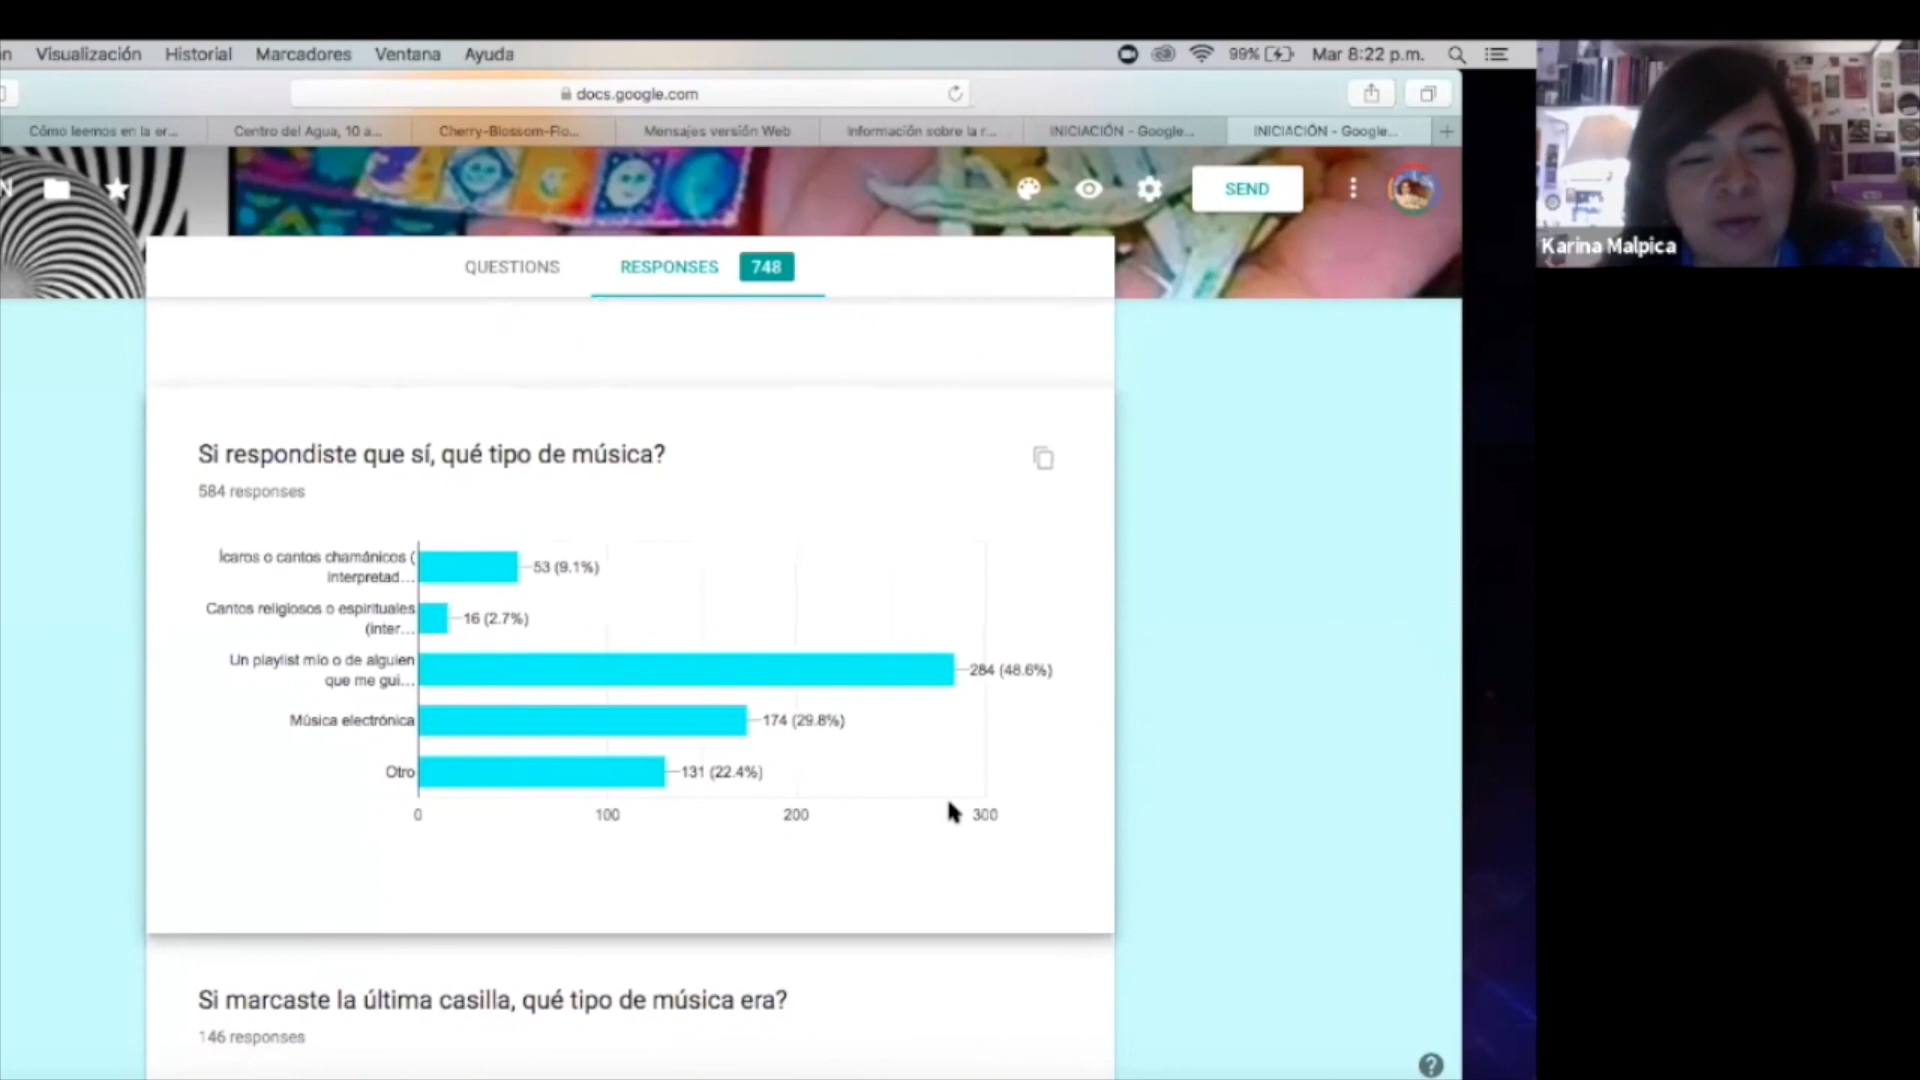 Visualización Historial Marcadores Ventana Ayuda 99% Mar 8:22 p.m.
docs.google.com
Cómo leemos en la er... Centro del Agua, 10 a... Cherry-Blossom-Flo... Mensajes versión Web Información sobre la r... INICIACIÓN - Google... INICIACIÓN - Google... +
SEND
Karina Malpica
QUESTIONS RESPONSES 748
Si respondiste que sí, qué tipo de música?
584 responses
Ícaros o cantos chamánicos (
interpretad...
53 (9.1%)
Cantos religiosos o espirituales
(inter...
16 (2.7%)
Un playlist mío o de alguien
que me gui...
284 (48.6%)
Música electrónica 174 (29.8%)
Otro 131 (22.4%)
0 100 200 300
Si marcaste la última casilla, qué tipo de música era?
146 responses
?